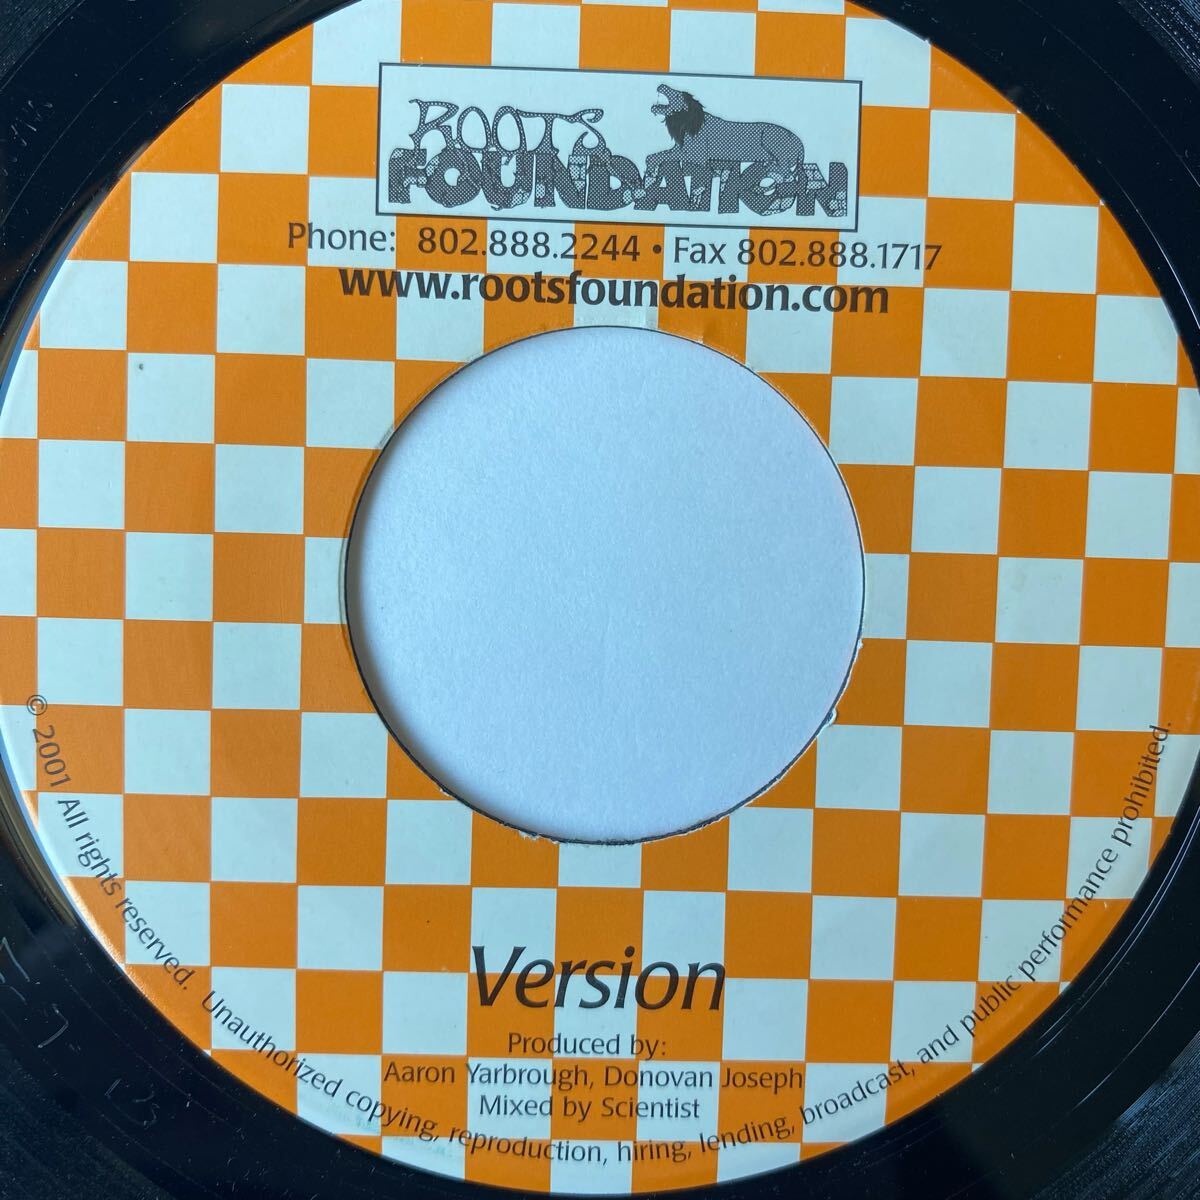 ROOTS
FOUNDATION
Phone: 802.888.2244 • Fax 802.888.1717
www.rootsfoundation.com
Version
Produced by:
Aaron Yarbrough, Donovan Joseph
Mixed by Scientist
© 2001 All rights reserved. Unauthorized copying, reproduction, hiring, lending, broadcast, and public performance prohibited.